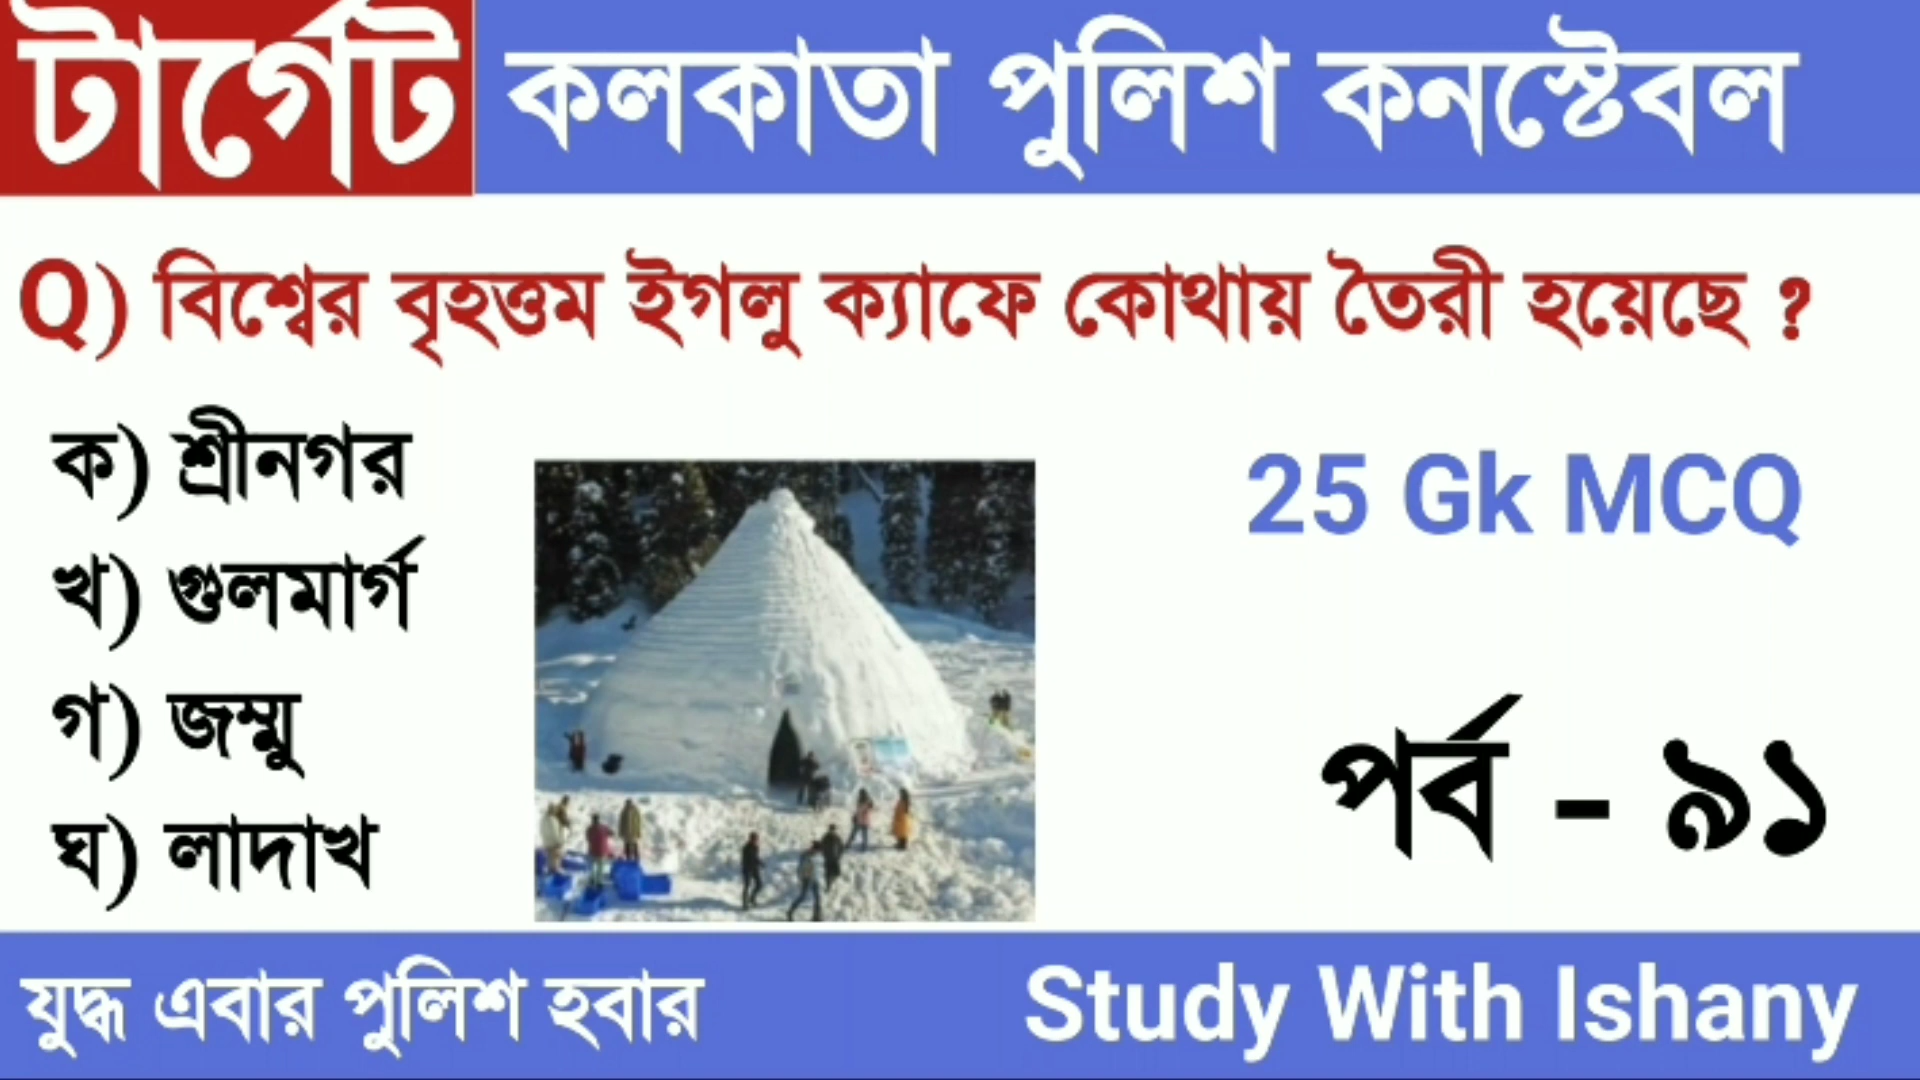 টার্গেট কলকাতা পুলিশ কনস্টেবল
Q) বিশ্বের বৃহত্তম ইগলু ক্যাফে কোথায় তৈরী হয়েছে ?
ক) শ্রীনগর
খ) গুলমার্গ
গ) জম্মু
ঘ) লাদাখ
25 Gk MCQ
পর্ব - ৯১
যুদ্ধ এবার পুলিশ হবার
Study With Ishany